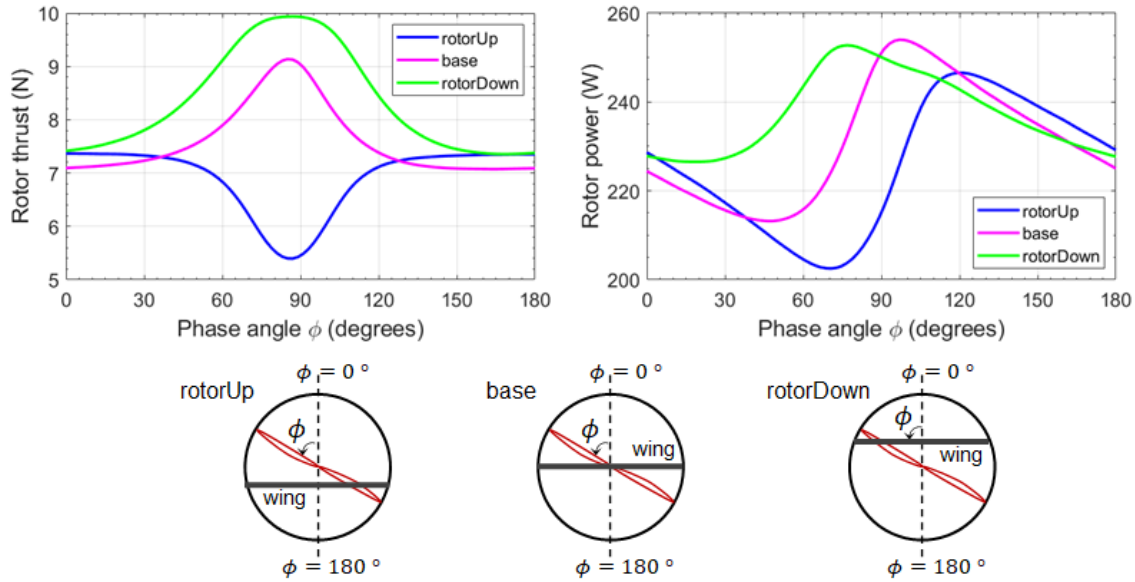 10
9
8
7
6
5
0 30 60 90 120 150 180
Rotor thrust (N)
Phase angle ϕ (degrees)
rotorUp
base
rotorDown
260
240
220
200
0 30 60 90 120 150 180
Rotor power (W)
Phase angle ϕ (degrees)
rotorUp
base
rotorDown
rotorUp
ϕ = 0 °
ϕ
wing
ϕ = 180 °
base
ϕ = 0 °
ϕ
wing
ϕ = 180 °
rotorDown
ϕ = 0 °
ϕ
wing
ϕ = 180 °